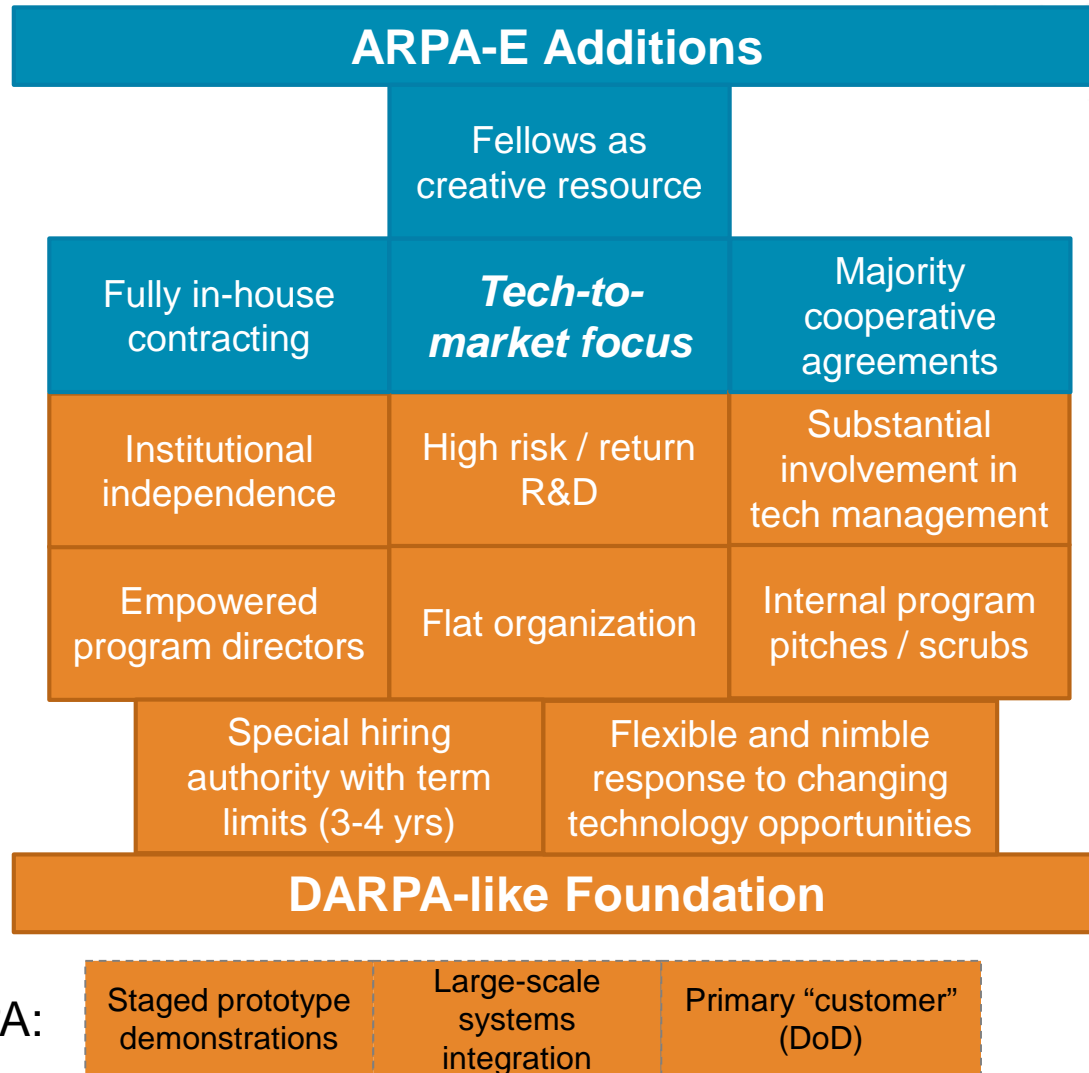 ARPA-E Additions
Fellows as
creative resource
Fully in-house
contracting
Tech-to-
market focus
Majority
cooperative
agreements
Institutional
independence
High risk / return
R&D
Substantial
involvement in
tech management
Empowered
program directors
Flat organization
Internal program
pitches / scrubs
Special hiring
authority with term
limits (3-4 yrs)
Flexible and nimble
response to changing
technology opportunities
DARPA-like Foundation
A:
Staged prototype
demonstrations
Large-scale
systems
integration
Primary “customer”
(DoD)